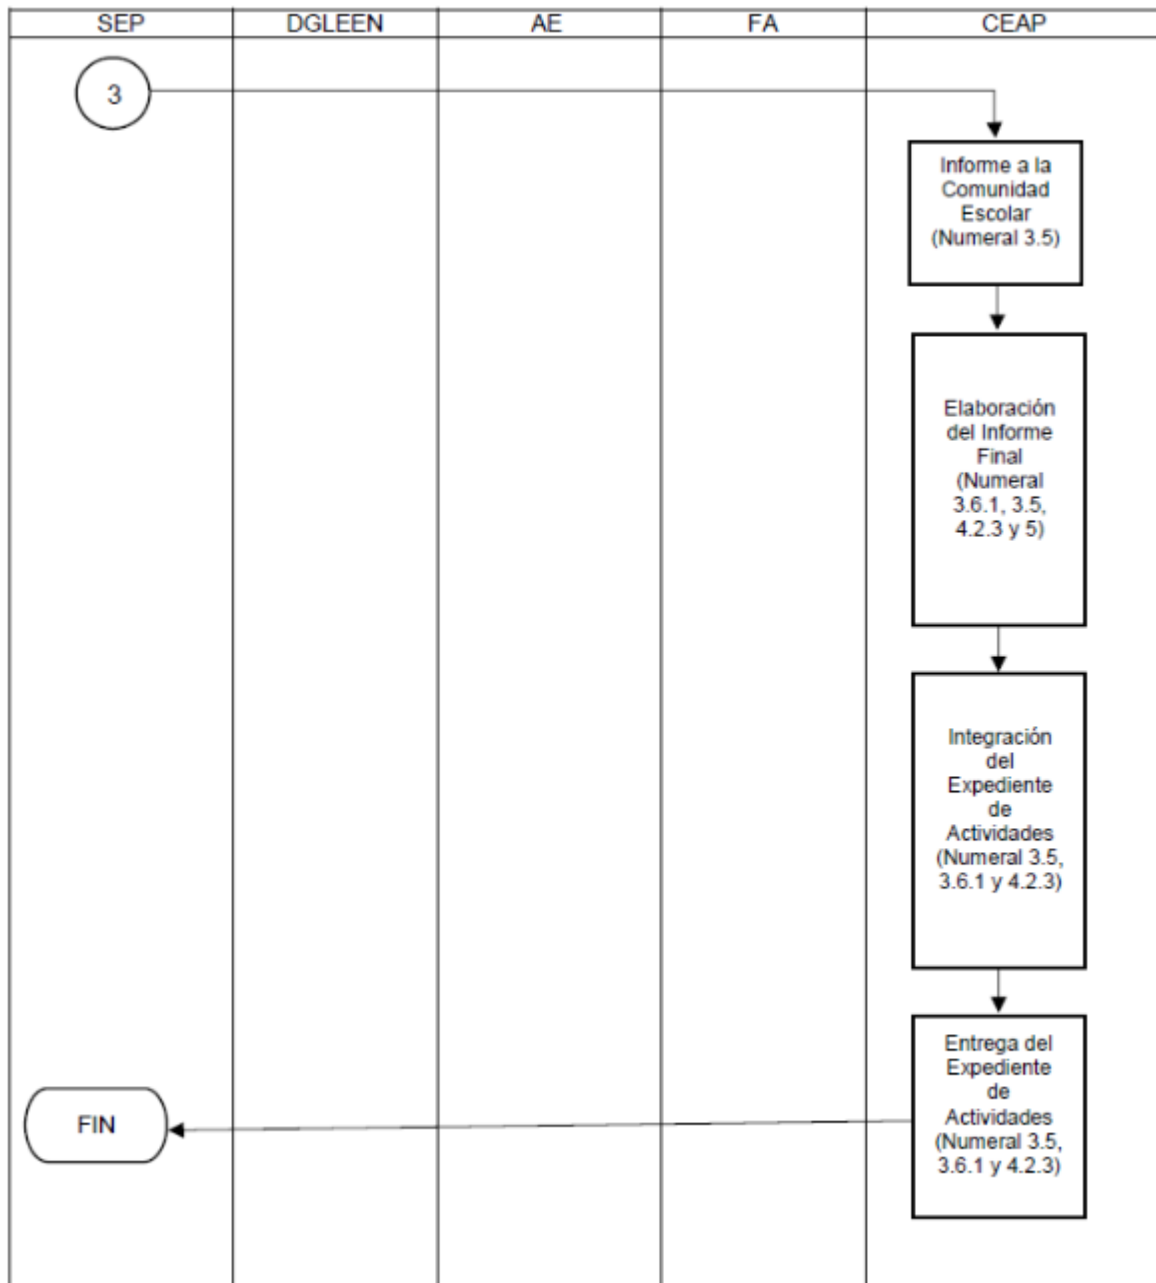 SEP DGLEEN AE FA CEAP
3
Informe a la
Comunidad
Escolar
(Numeral 3.5)
Elaboración
del Informe
Final
(Numeral
3.6.1, 3.5,
4.2.3 y 5)
Integración
del
Expediente
de
Actividades
(Numeral 3.5,
3.6.1 y 4.2.3)
Entrega del
Expediente
de
Actividades
(Numeral 3.5,
3.6.1 y 4.2.3)
FIN